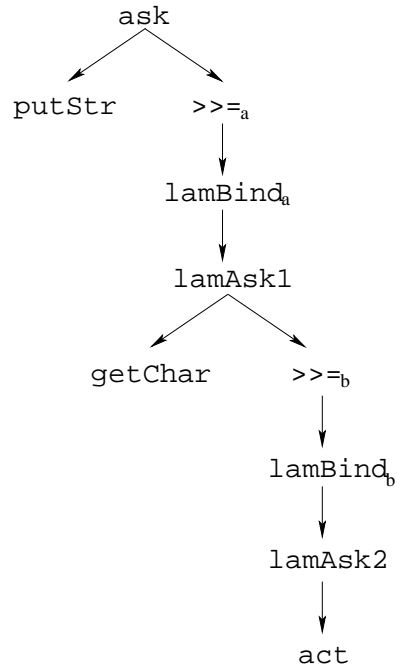 ask
putStr >>=a
lamBinda
lamAsk1
getChar >>=b
lamBindb
lamAsk2
act